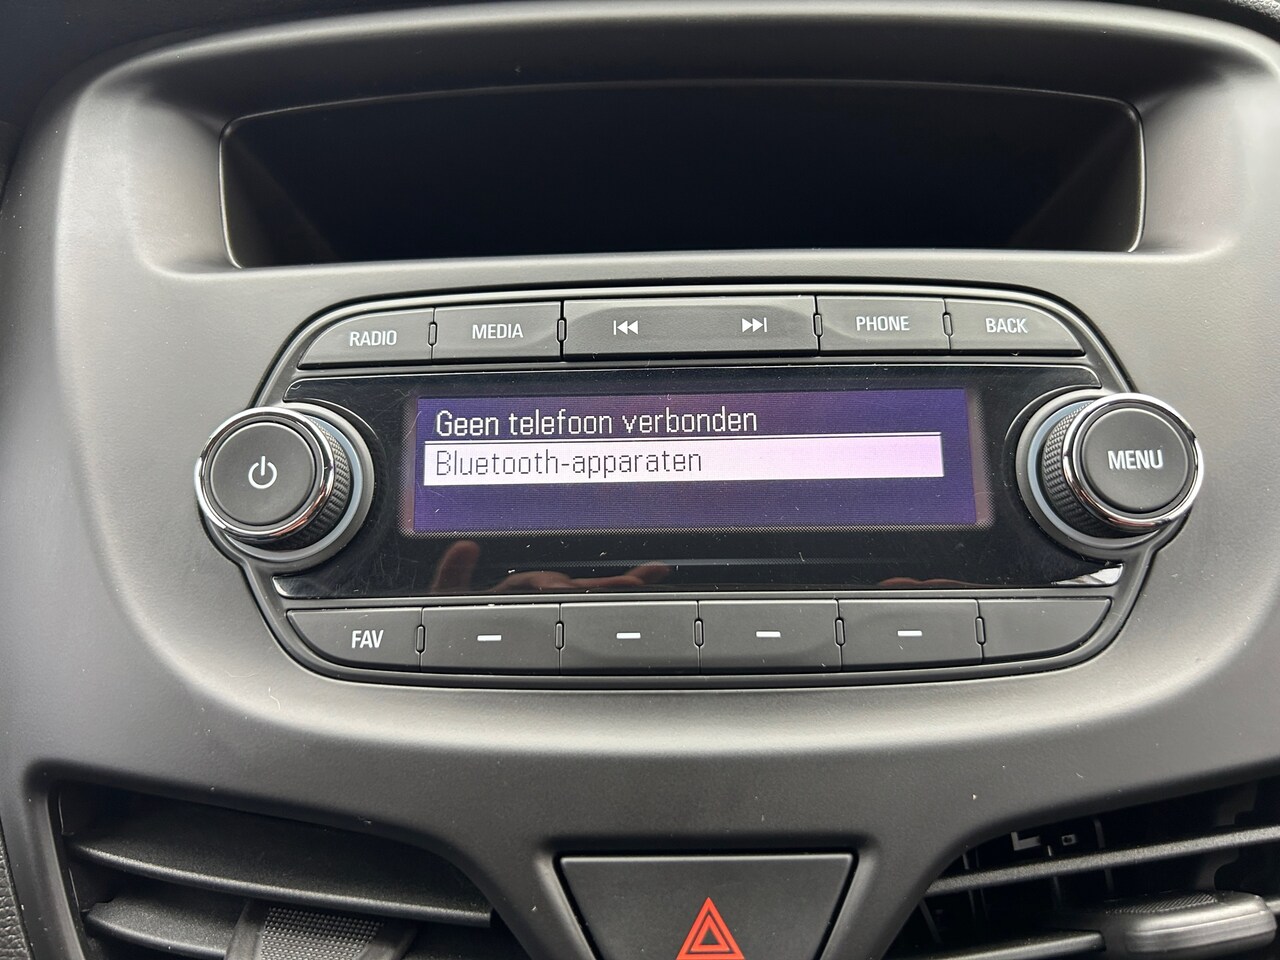 RADIO
MEDIA
PHONE
BACK
Geen telefoon verbonden
Bluetooth-apparaten
MENU
FAV